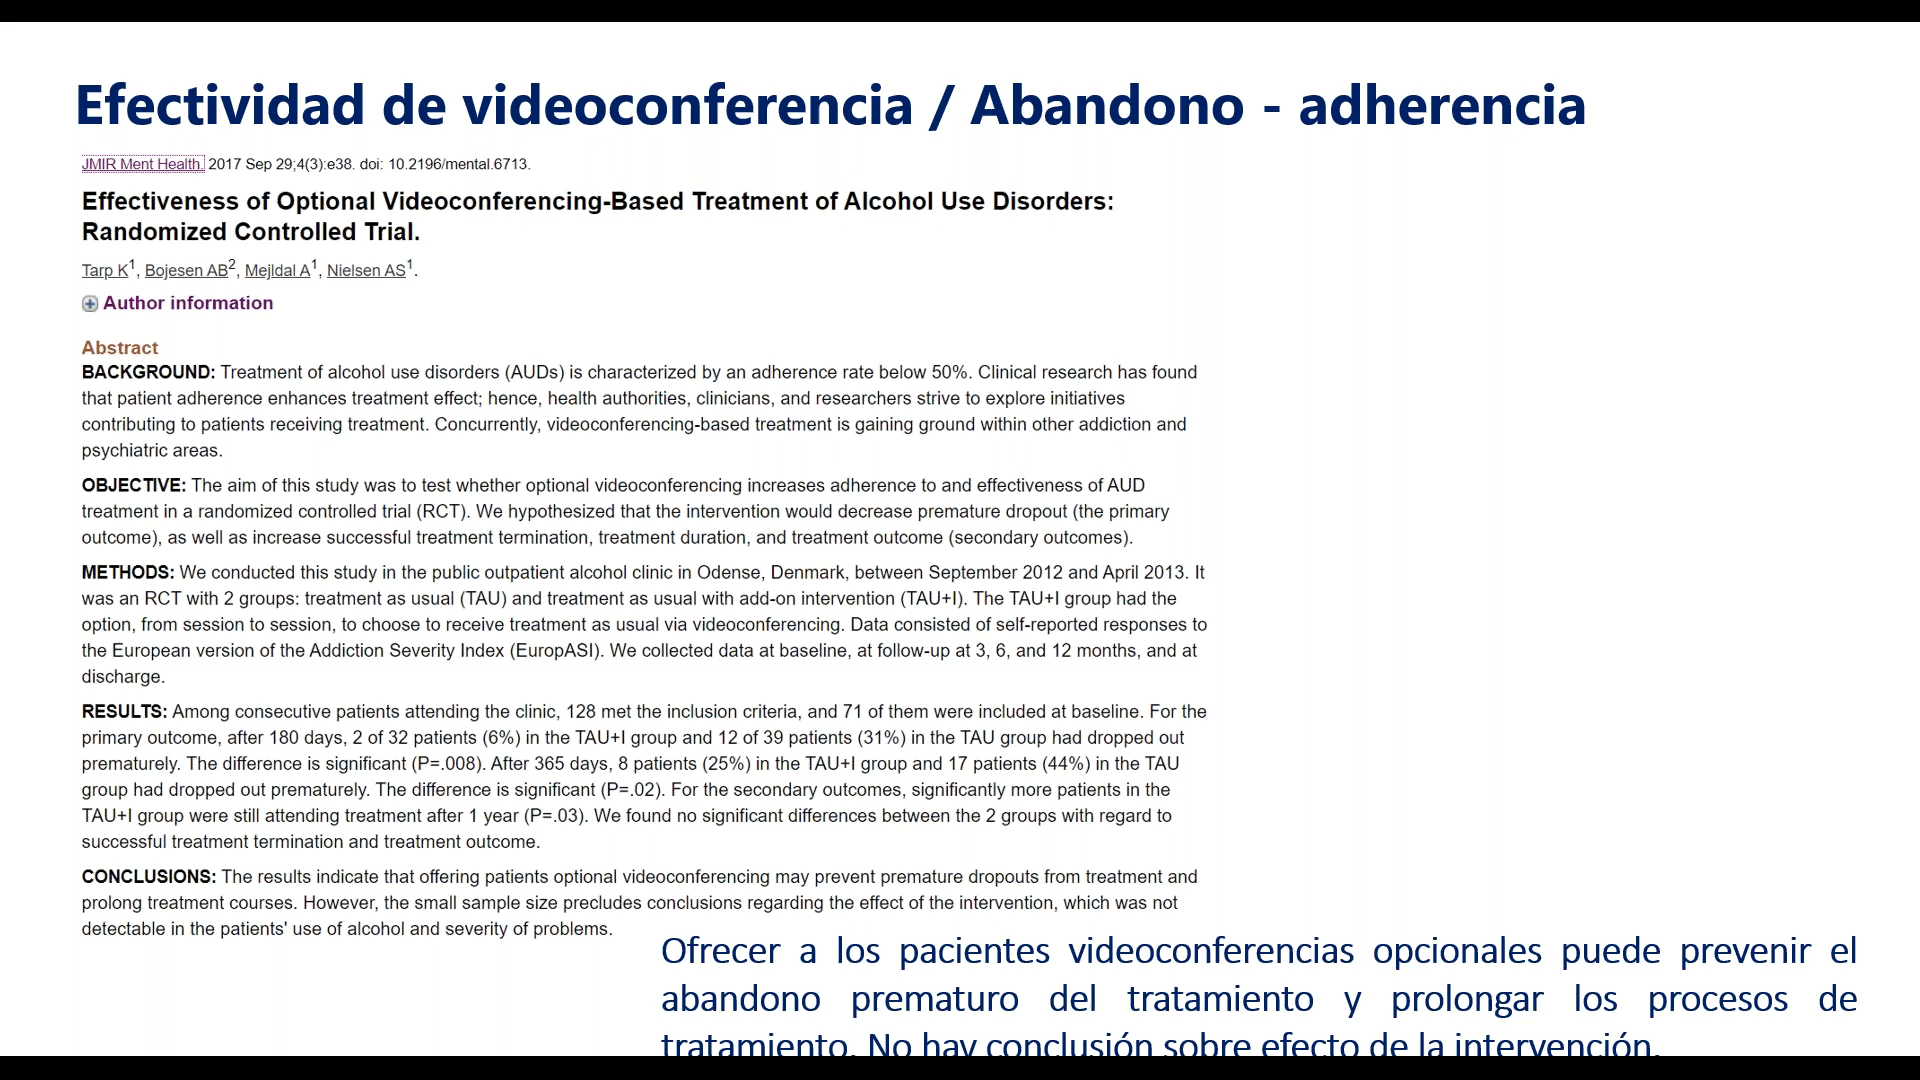 Efectividad de videoconferencia / Abandono - adherencia
JMIR Ment Health. 2017 Sep 29;4(3):e38. doi: 10.2196/mental.6713.
Effectiveness of Optional Videoconferencing-Based Treatment of Alcohol Use Disorders:
Randomized Controlled Trial.
Tarp K1, Bojesen AB2, Mejldal A1, Nielsen AS1.
Author information
Abstract
BACKGROUND: Treatment of alcohol use disorders (AUDs) is characterized by an adherence rate below 50%. Clinical research has found
that patient adherence enhances treatment effect; hence, health authorities, clinicians, and researchers strive to explore initiatives
contributing to patients receiving treatment. Concurrently, videoconferencing-based treatment is gaining ground within other addiction and
psychiatric areas.
OBJECTIVE: The aim of this study was to test whether optional videoconferencing increases adherence to and effectiveness of AUD
treatment in a randomized controlled trial (RCT). We hypothesized that the intervention would decrease premature dropout (the primary
outcome), as well as increase successful treatment termination, treatment duration, and treatment outcome (secondary outcomes).
METHODS: We conducted this study in the public outpatient alcohol clinic in Odense, Denmark, between September 2012 and April 2013. It
was an RCT with 2 groups: treatment as usual (TAU) and treatment as usual with add-on intervention (TAU+I). The TAU+I group had the
option, from session to session, to choose to receive treatment as usual via videoconferencing. Data consisted of self-reported responses to
the European version of the Addiction Severity Index (EuropASI). We collected data at baseline, at follow-up at 3, 6, and 12 months, and at
discharge.
RESULTS: Among consecutive patients attending the clinic, 128 met the inclusion criteria, and 71 of them were included at baseline. For the
primary outcome, after 180 days, 2 of 32 patients (6%) in the TAU+I group and 12 of 39 patients (31%) in the TAU group had dropped out
prematurely. The difference is significant (P=.008). After 365 days, 8 patients (25%) in the TAU+I group and 17 patients (44%) in the TAU
group had dropped out prematurely. The difference is significant (P=.02). For the secondary outcomes, significantly more patients in the
TAU+I group were still attending treatment after 1 year (P=.03). We found no significant differences between the 2 groups with regard to
successful treatment termination and treatment outcome.
CONCLUSIONS: The results indicate that offering patients optional videoconferencing may prevent premature dropouts from treatment and
prolong treatment courses. However, the small sample size precludes conclusions regarding the effect of the intervention, which was not
detectable in the patients' use of alcohol and severity of problems.
Ofrecer a los pacientes videoconferencias opcionales puede prevenir el
abandono prematuro del tratamiento y prolongar los procesos de
tratamiento. No hay conclusión sobre efecto de la intervención.